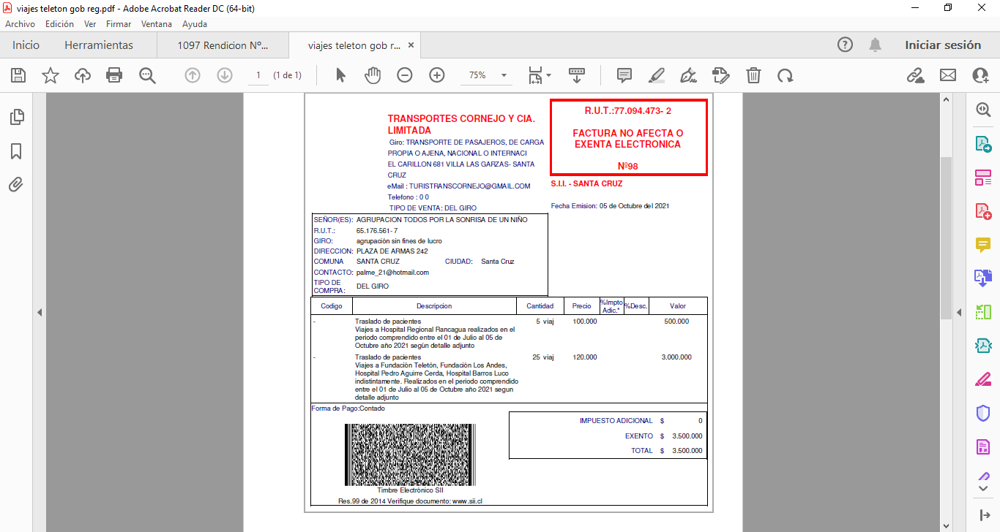 viajes teleton gob reg.pdf - Adobe Acrobat Reader DC (64-bit)
Archivo Edición Ver Firmar Ventana Ayuda
Inicio Herramientas 1097 Rendicion Nº... viajes teleton gob r... × Iniciar sesión
1 (1 de 1) 75%
TRANSPORTES CORNEJO Y CIA.
LIMITADA
Giro: TRANSPORTE DE PASAJEROS, DE CARGA
PROPIA O AJENA, NACIONAL O INTERNACI
EL CARILLON 681 VILLA LAS GARZAS- SANTA
CRUZ
eMail : TURISTRANSCORNEJO@GMAIL.COM
Telefono : 0 0
TIPO DE VENTA: DEL GIRO
R.U.T.:77.094.473- 2
FACTURA NO AFECTA O
EXENTA ELECTRONICA
Nº98
S.I.I. - SANTA CRUZ
Fecha Emision: 05 de Octubre del 2021
SEÑOR(ES): AGRUPACION TODOS POR LA SONRISA DE UN NIÑO
R.U.T.: 65.176.561- 7
GIRO: agrupación sin fines de lucro
DIRECCION: PLAZA DE ARMAS 242
COMUNA SANTA CRUZ CIUDAD: Santa Cruz
CONTACTO: palme_21@hotmail.com
TIPO DE
COMPRA: DEL GIRO
Codigo Descripcion Cantidad Precio %Impto Adic.* %Desc. Valor
- Traslado de pacientes 5 viaj 100.000 500.000
Viajes a Hospital Regional Rancagua realizados en el
periodo comprendido entre el 01 de Julio al 05 de
Octubre año 2021 según detalle adjunto
- Traslado de pacientes 25 viaj 120.000 3.000.000
Viajes a Fundación Teletón, Fundación Los Andes,
Hospital Pedro Aguirre Cerda, Hospital Barros Luco
indistintamente. Realizados en el periodo comprendido
entre el 01 de Julio al 05 de Octubre año 2021 segun
detalle adjunto
Forma de Pago:Contado
IMPUESTO ADICIONAL $ 0
EXENTO $ 3.500.000
TOTAL $ 3.500.000
Timbre Electrónico SII
Res.99 de 2014 Verifique documento: www.sii.cl